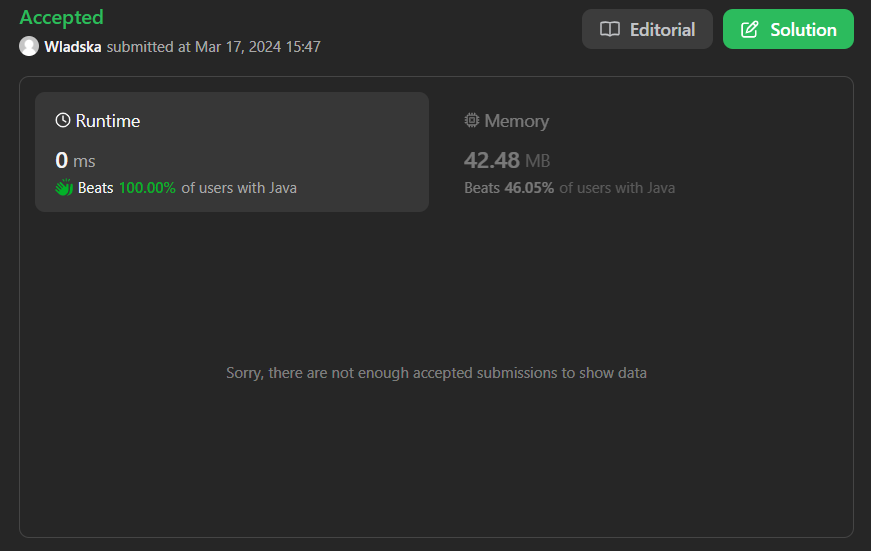 Accepted
Wladska submitted at Mar 17, 2024 15:47
Editorial
Solution
Runtime
0 ms
Beats 100.00% of users with Java
Memory
42.48 MB
Beats 46.05% of users with Java
Sorry, there are not enough accepted submissions to show data